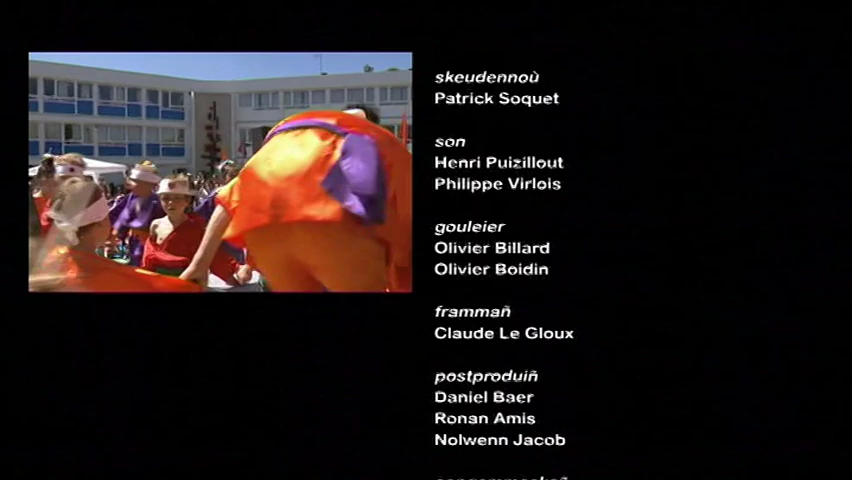 skeudennoù
Patrick Soquet
son
Henri Puizillout
Philippe Virlois
gouleier
Olivier Billard
Olivier Boidin
frammañ
Claude Le Gloux
postproduiñ
Daniel Baer
Ronan Amis
Nolwenn Jacob